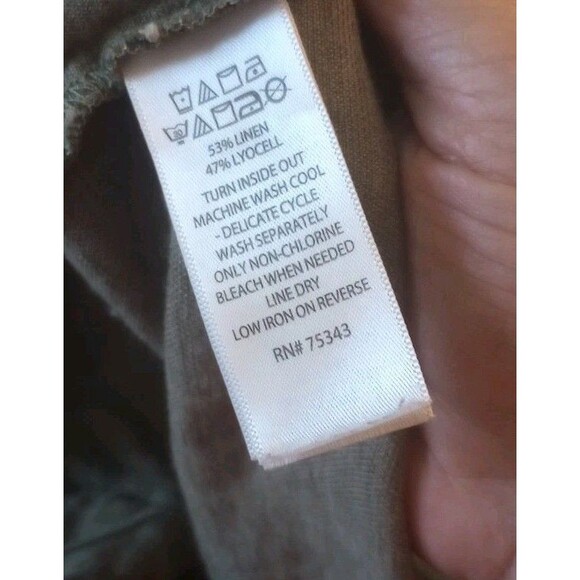 53% LINEN
47% LYOCELL
TURN INSIDE OUT
MACHINE WASH COOL
- DELICATE CYCLE
WASH SEPARATELY
ONLY NON-CHLORINE
BLEACH WHEN NEEDED
LINE DRY
LOW IRON ON REVERSE
RN# 75343